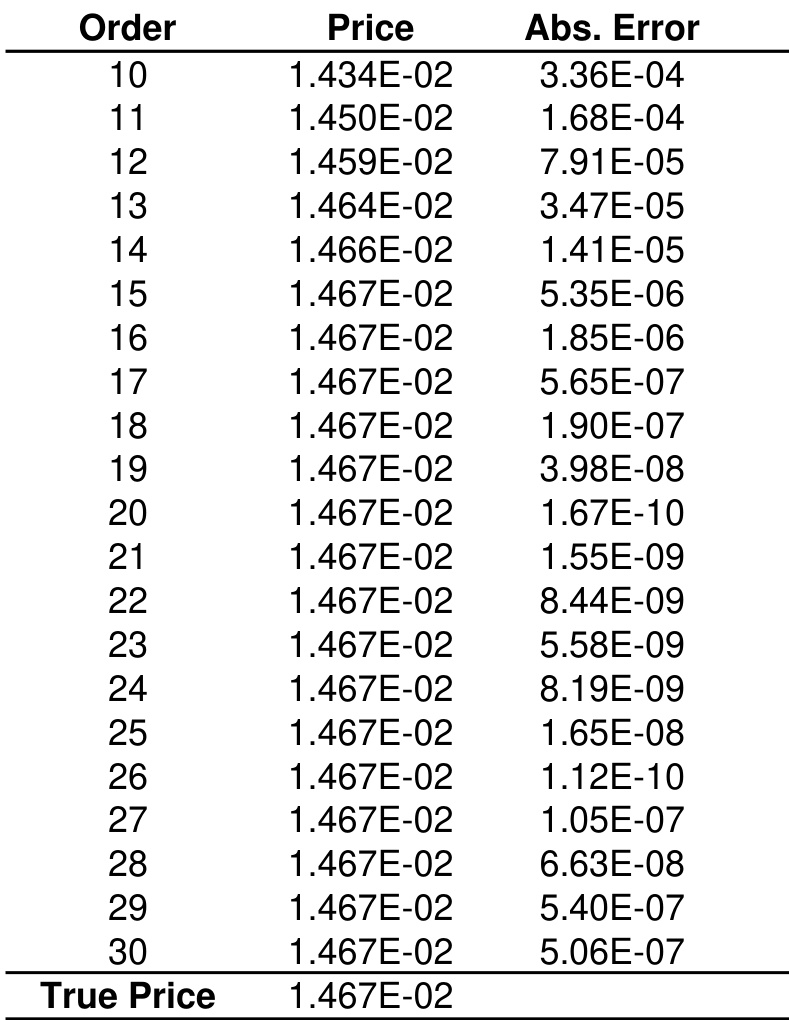 Order Price Abs. Error
10 1.434E-02 3.36E-04
11 1.450E-02 1.68E-04
12 1.459E-02 7.91E-05
13 1.464E-02 3.47E-05
14 1.466E-02 1.41E-05
15 1.467E-02 5.35E-06
16 1.467E-02 1.85E-06
17 1.467E-02 5.65E-07
18 1.467E-02 1.90E-07
19 1.467E-02 3.98E-08
20 1.467E-02 1.67E-10
21 1.467E-02 1.55E-09
22 1.467E-02 8.44E-09
23 1.467E-02 5.58E-09
24 1.467E-02 8.19E-09
25 1.467E-02 1.65E-08
26 1.467E-02 1.12E-10
27 1.467E-02 1.05E-07
28 1.467E-02 6.63E-08
29 1.467E-02 5.40E-07
30 1.467E-02 5.06E-07
True Price 1.467E-02